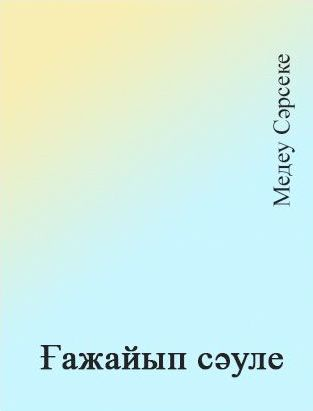 Медеу Сәрсеке
Ғажайып сәуле